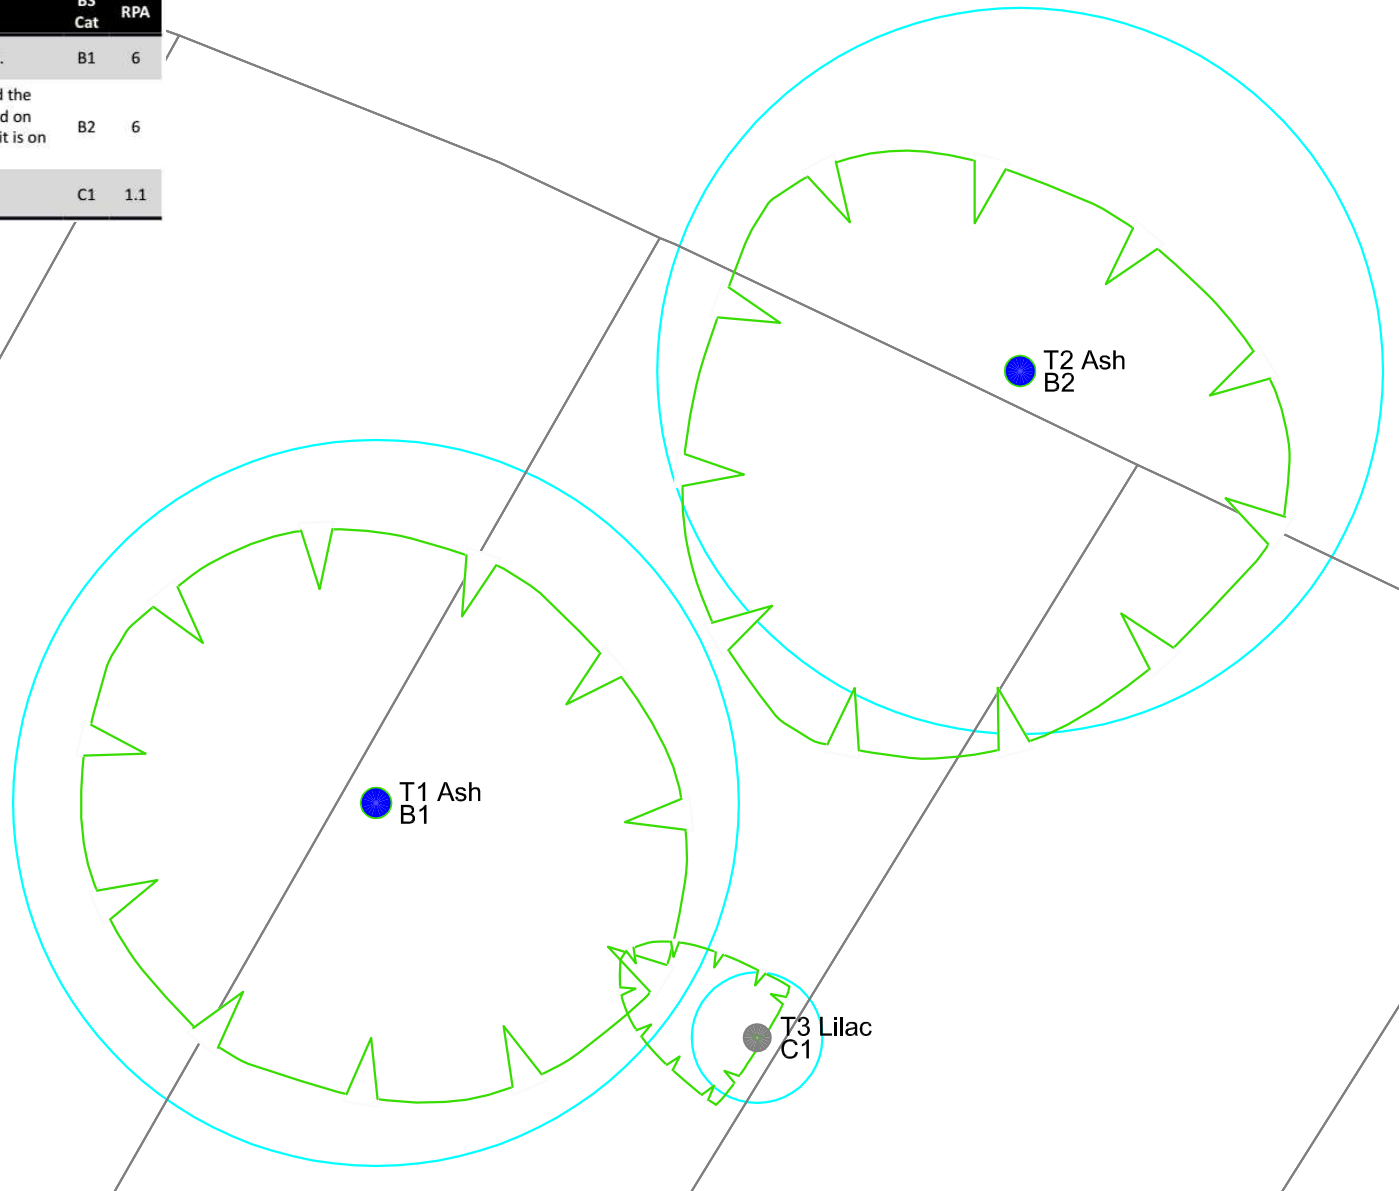 BS
Cat RPA
. B1 6
the
d on
B2 6
it is on
C1 1.1
T2 Ash
B2
T1 Ash
B1
T3 Lilac
C1